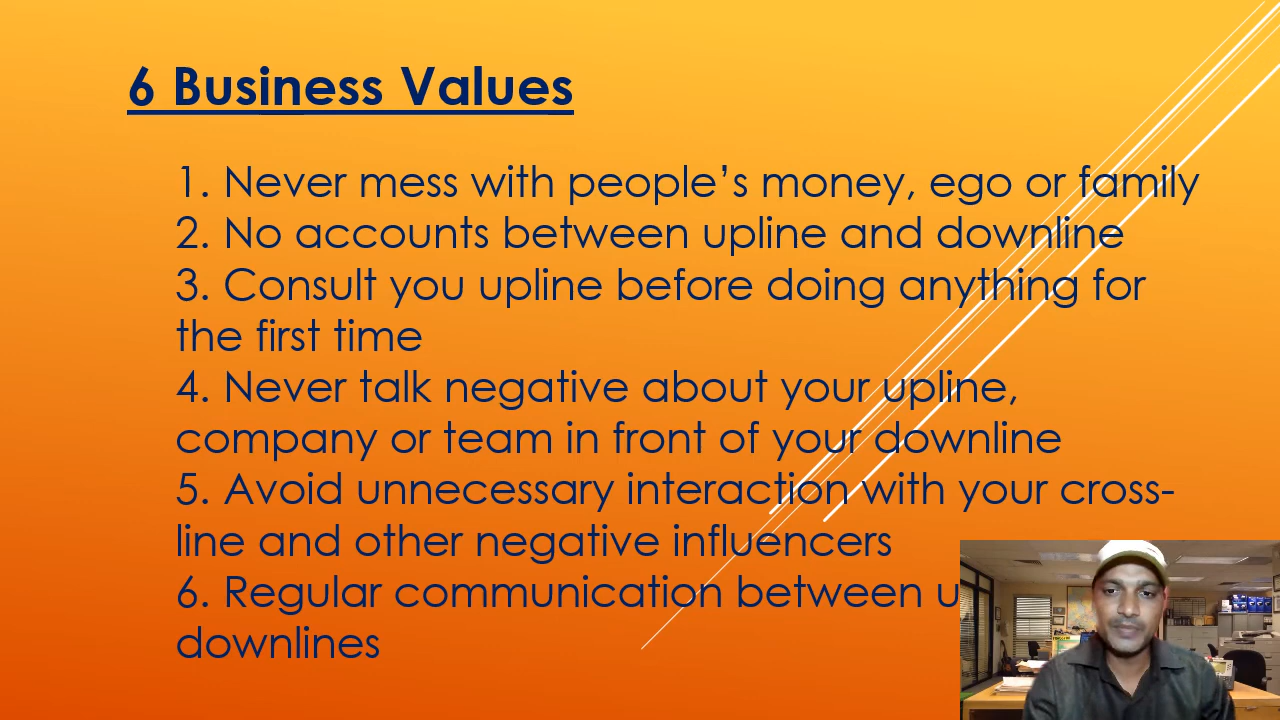 6 Business Values
1. Never mess with people’s money, ego or family
2. No accounts between upline and downline
3. Consult you upline before doing anything for
the first time
4. Never talk negative about your upline,
company or team in front of your downline
5. Avoid unnecessary interaction with your cross-
line and other negative influencers
6. Regular communication between
downlines